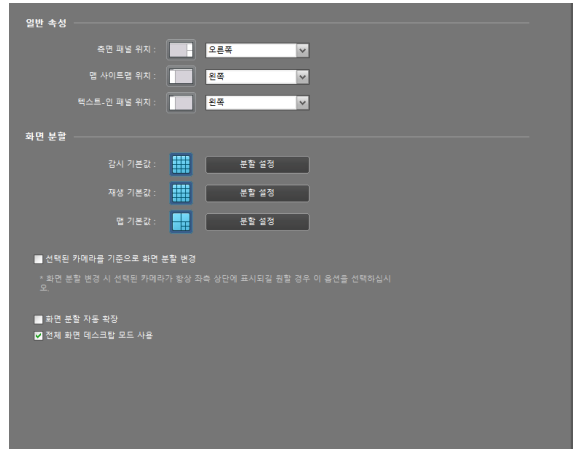 일반 속성
측면 패널 위치 : 오른쪽
맵 사이트맵 위치 : 왼쪽
텍스트-인 패널 위치 : 왼쪽
화면 분할
감시 기본값 : 분할 설정
재생 기본값 : 분할 설정
맵 기본값 : 분할 설정
선택된 카메라를 기준으로 화면 분할 변경
* 화면 분할 변경 시 선택된 카메라가 항상 좌측 상단에 표시되길 원할 경우 이 옵션을 선택하십시
오.
화면 분할 자동 확장
전체 화면 데스크탑 모드 사용